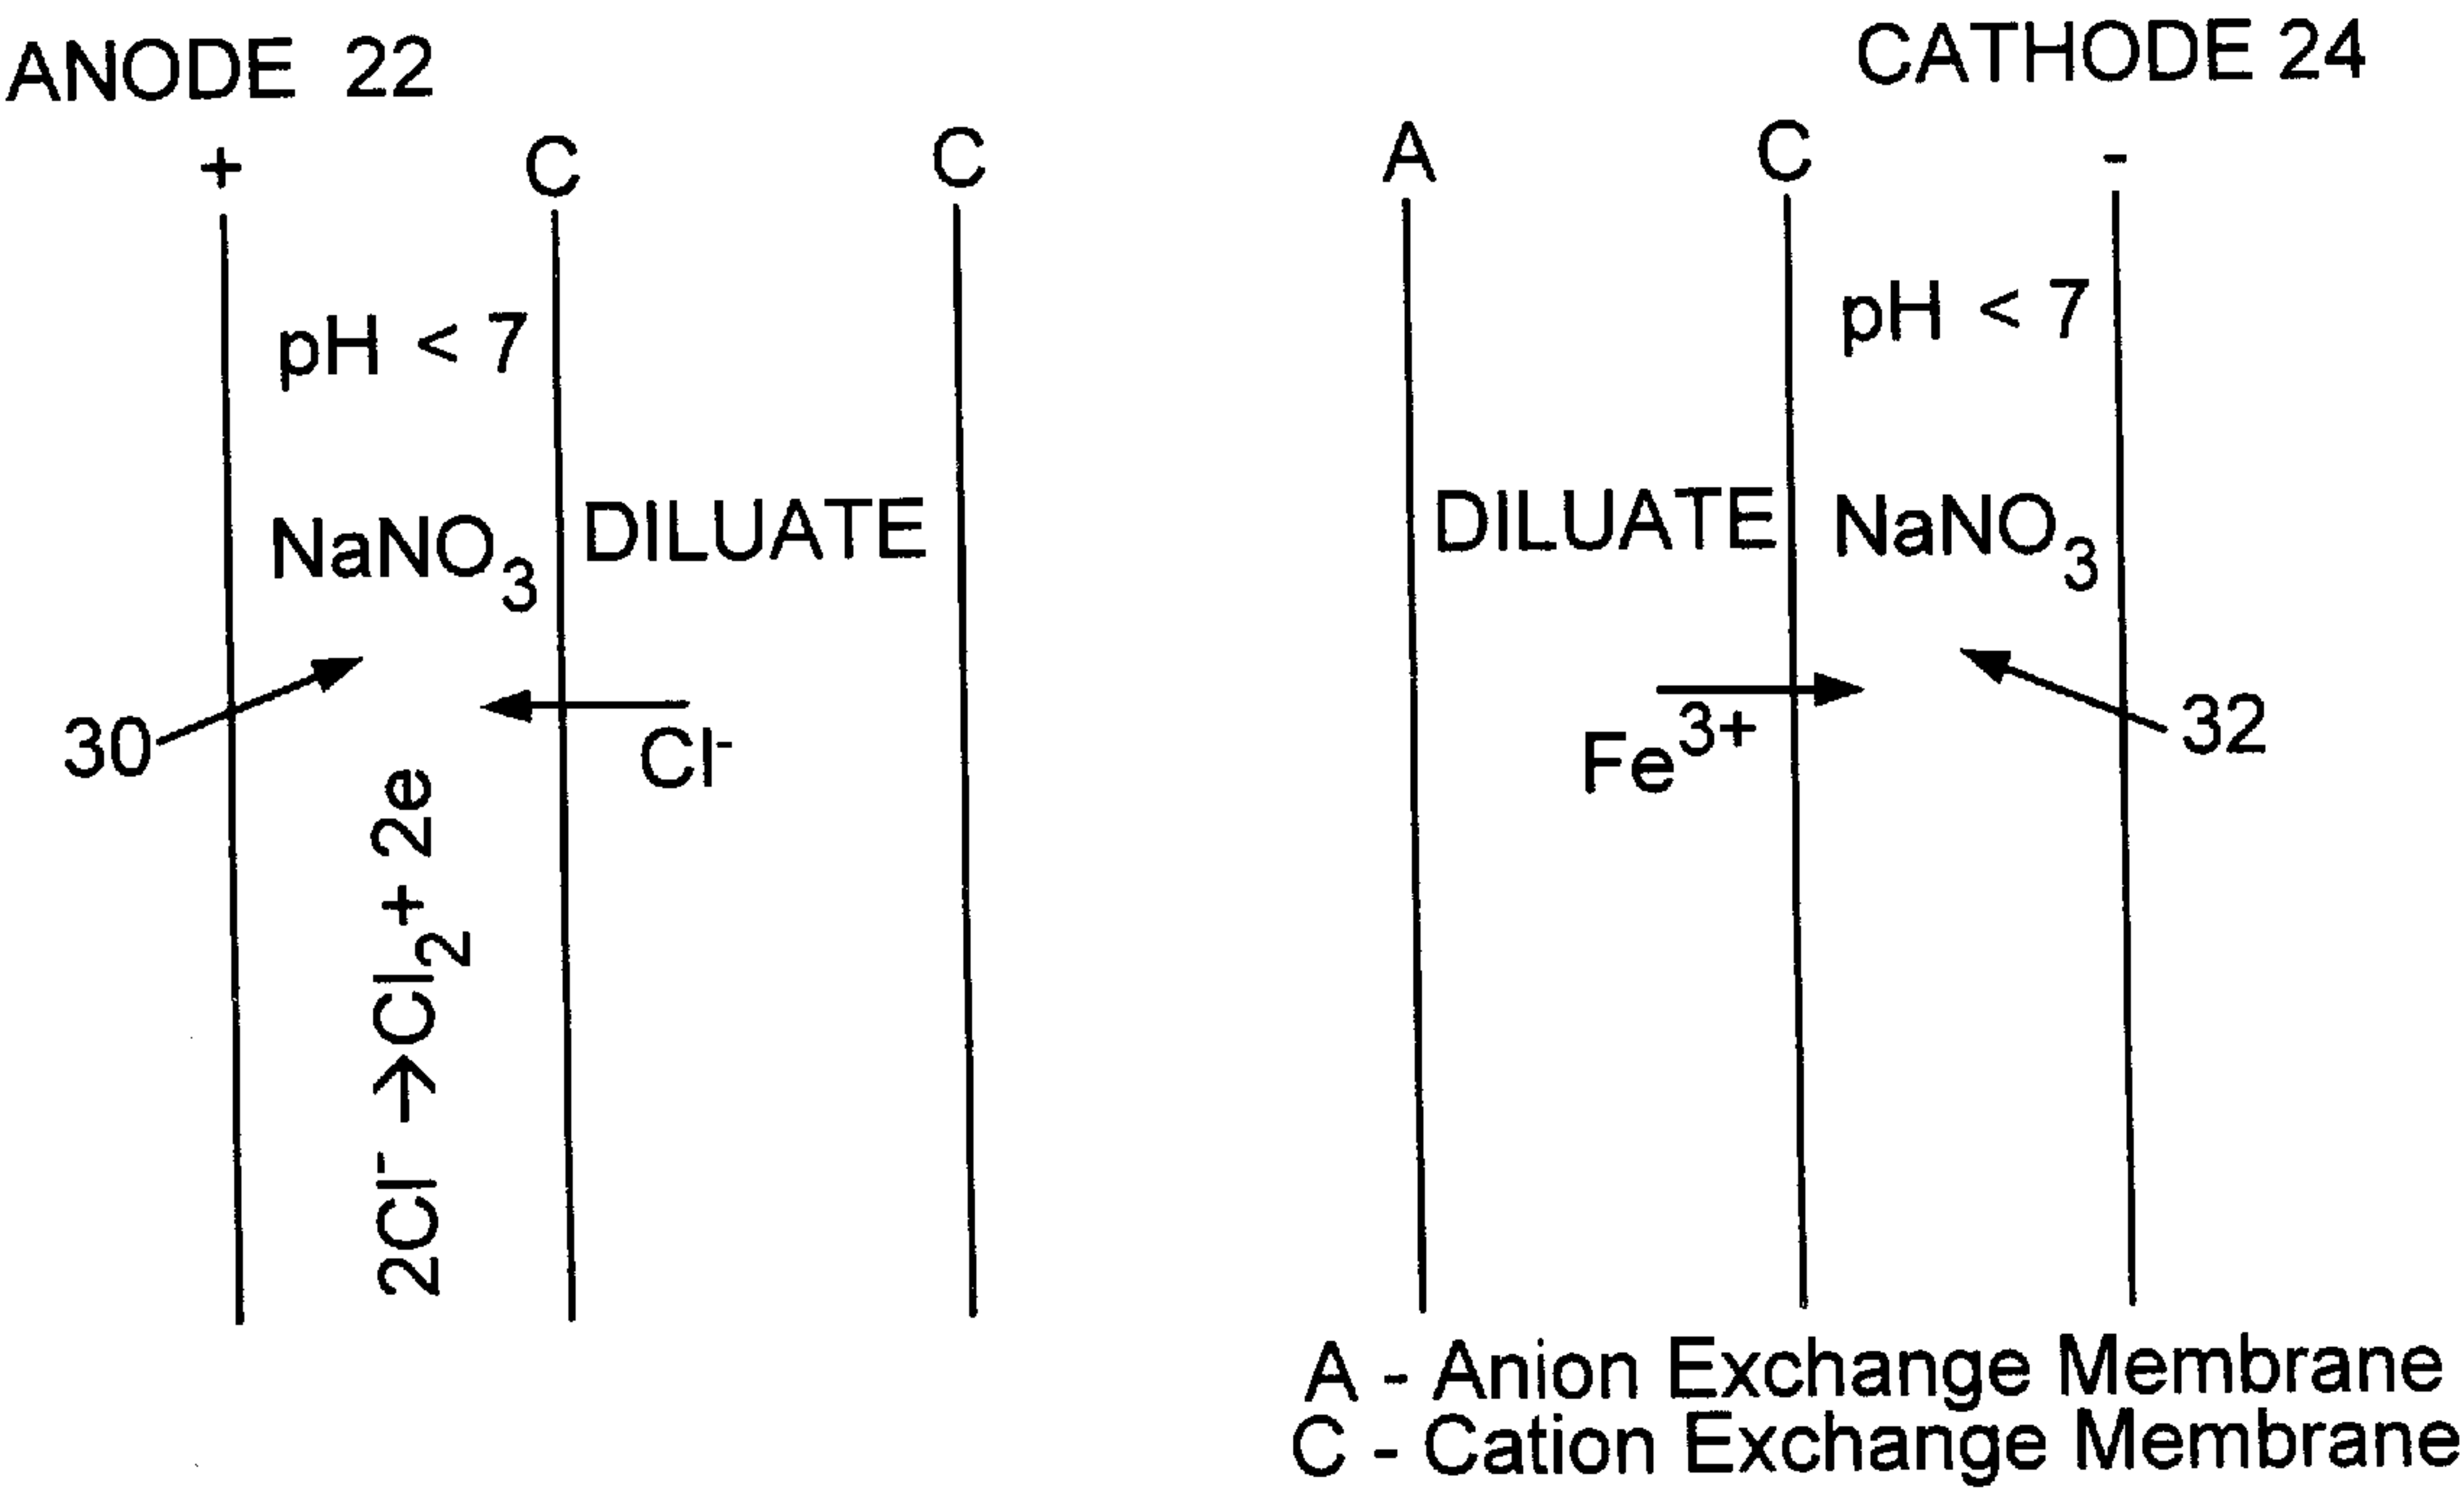 ANODE 22
CATHODE 24
+ C C A C -
pH < 7
pH < 7
NaNO3
DILUATE
DILUATE
NaNO3
30
Cl-
Fe3+
32
2Cl- →Cl2+ 2e
A - Anion Exchange Membrane
C - Cation Exchange Membrane